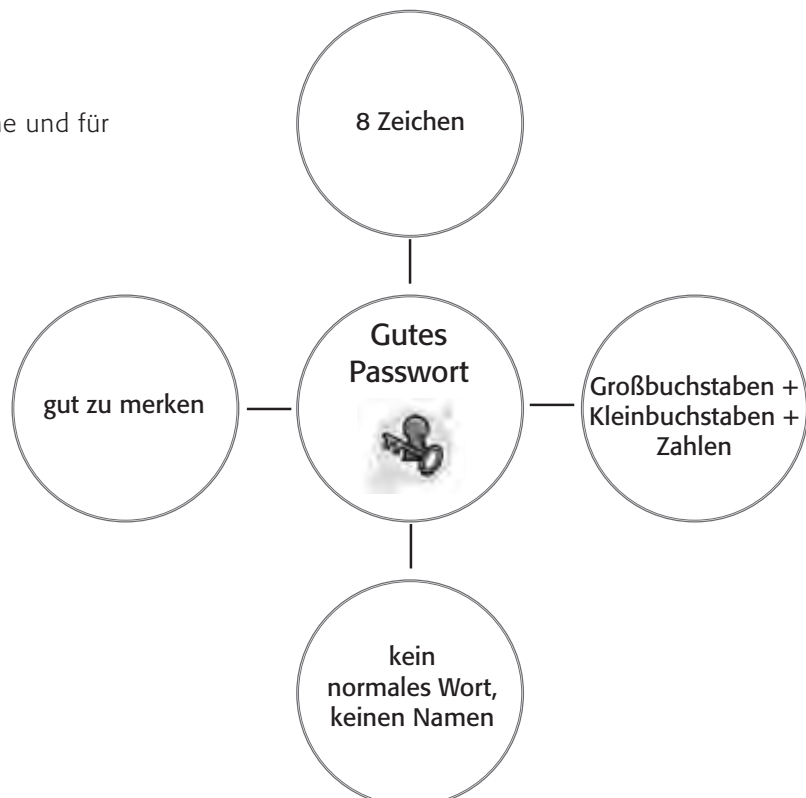 ne und für
8 Zeichen
Gutes
Passwort
gut zu merken
Großbuchstaben +
Kleinbuchstaben +
Zahlen
kein
normales Wort,
keinen Namen